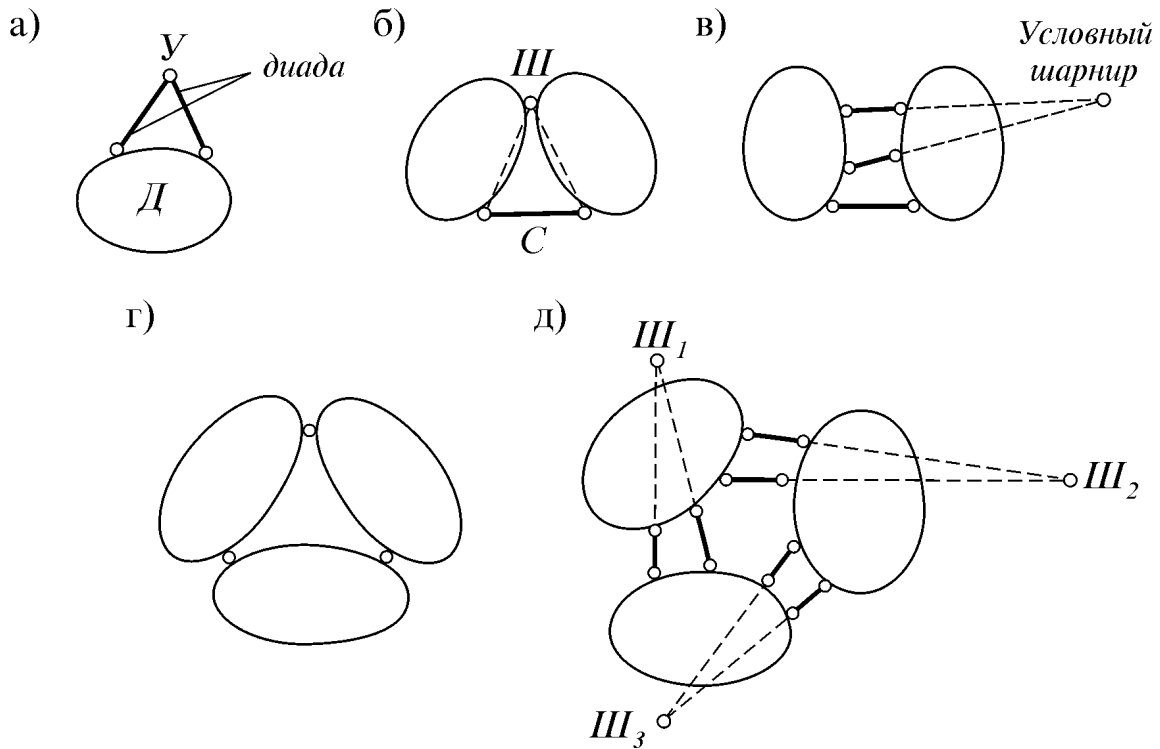 а)
У
диада
Д
б)
Ш
С
в)
Условный
шарнир
г)
д)
Ш1
Ш2
Ш3